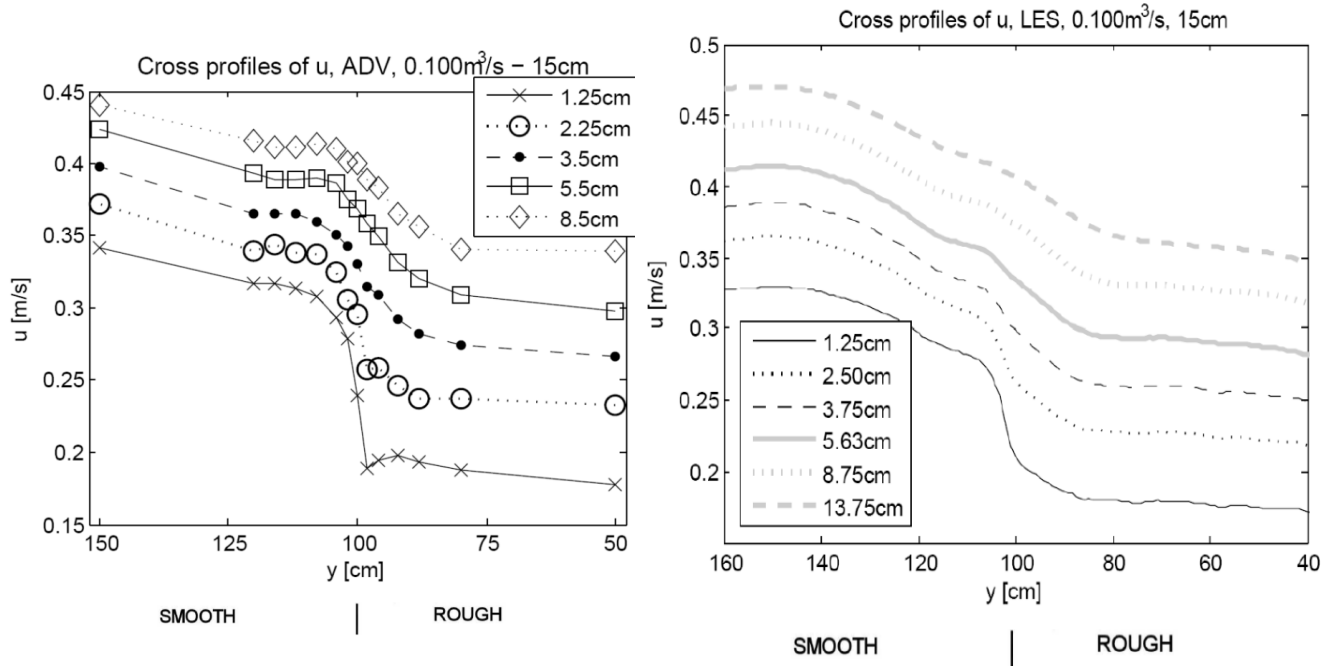 Cross profiles of u, ADV, 0.100m³/s − 15cm
0.45
0.4
0.35
0.3
0.25
0.2
0.15
u [m/s]
1.25cm
2.25cm
3.5cm
5.5cm
8.5cm
150 125 100 75 50
y [cm]
SMOOTH | ROUGH
Cross profiles of u, LES, 0.100m³/s, 15cm
0.5
0.45
0.4
0.35
0.3
0.25
0.2
u [m/s]
1.25cm
2.50cm
3.75cm
5.63cm
8.75cm
13.75cm
160 140 120 100 80 60 40
y [cm]
SMOOTH | ROUGH